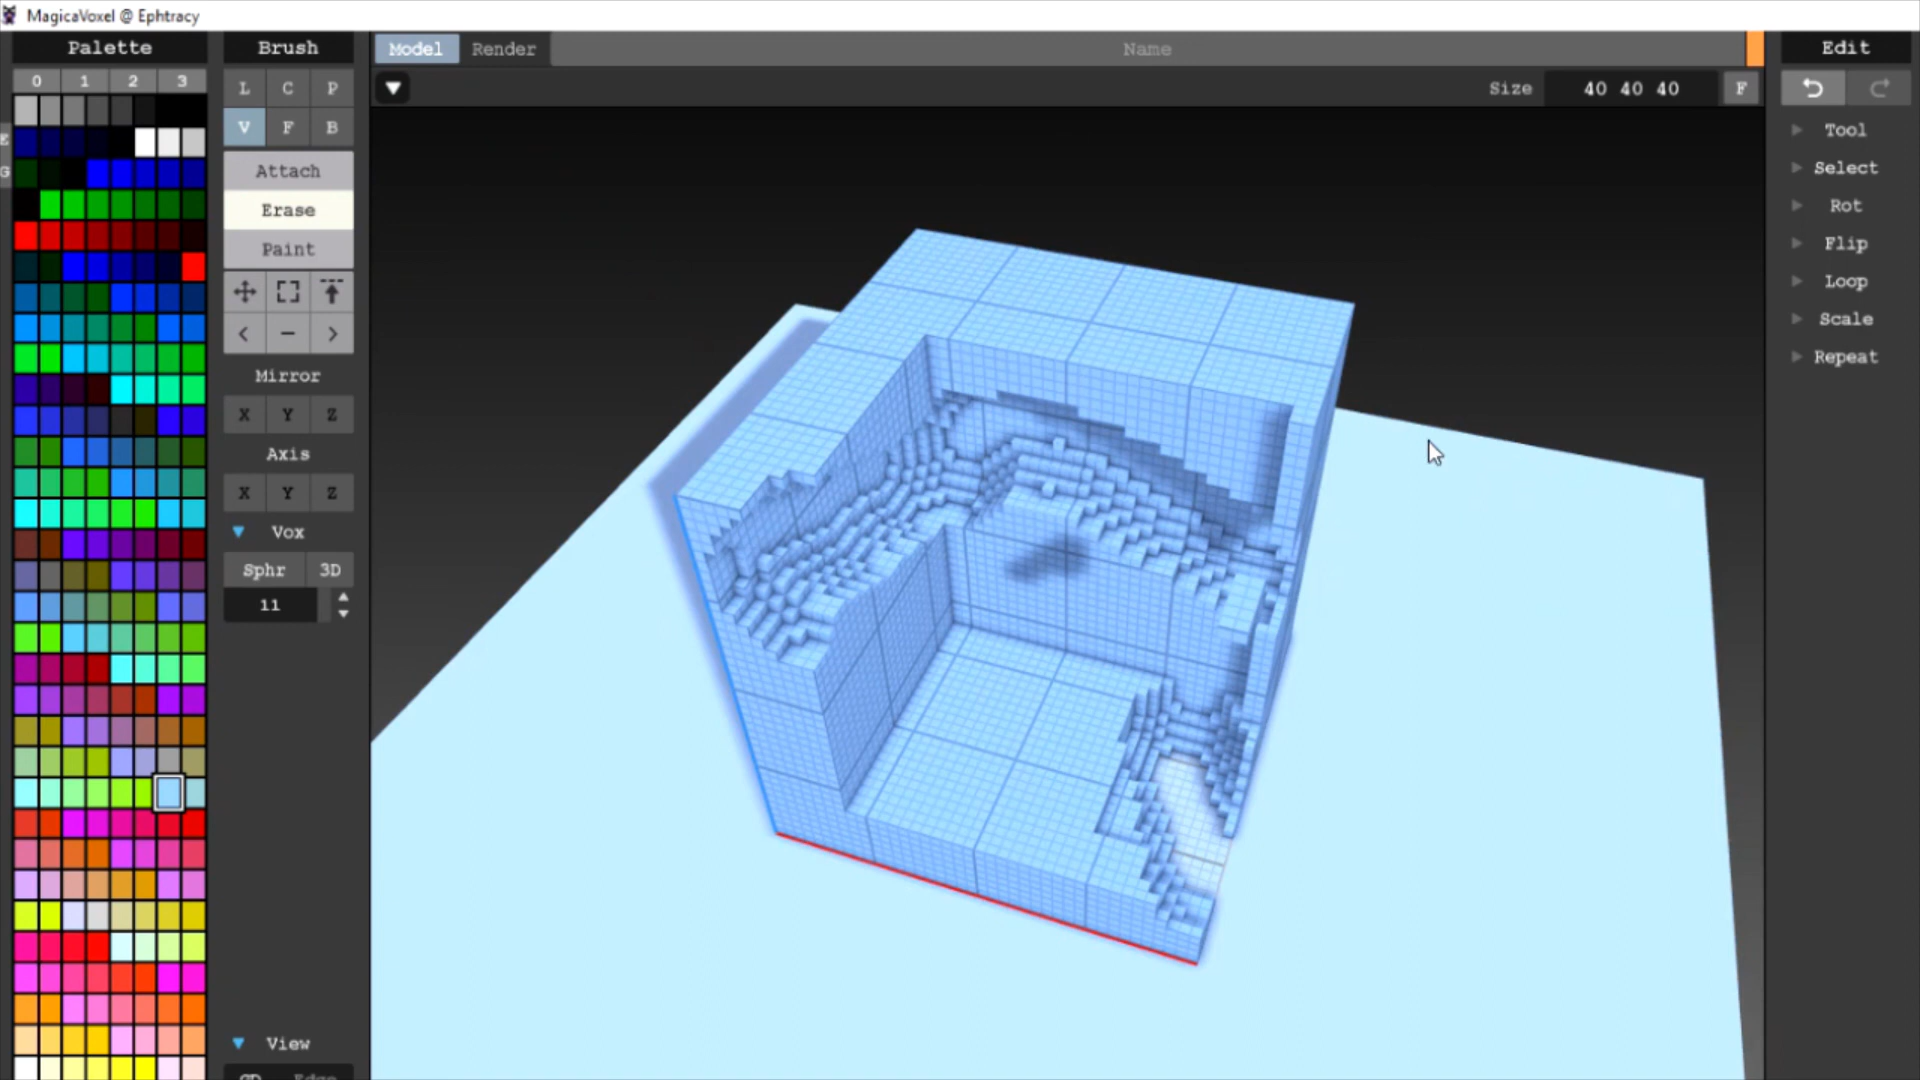 MagicaVoxel @ Ephtracy
Palette
Brush
Model
Render
Name
Edit
0 1 2 3
L C P
Size 40 40 40 F
V F B
E
G
Attach
Erase
Paint
Mirror
X Y Z
Axis
X Y Z
Vox
Sphr 3D
11
View
Edge
Tool
Select
Rot
Flip
Loop
Scale
Repeat